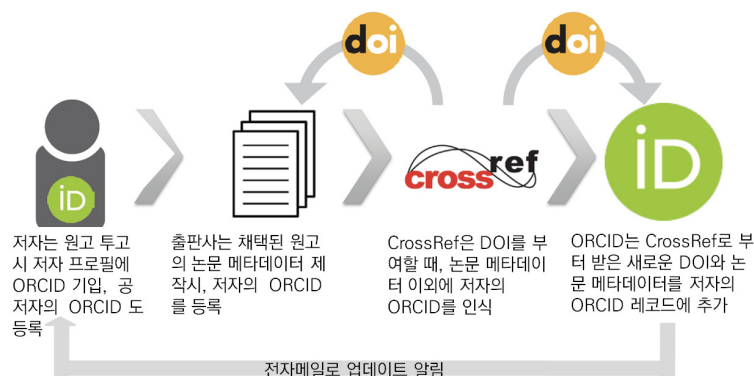 doi
doi
iD
iD
crossref
저자는 원고 투고
시 저자 프로필에
ORCID 기입, 공
저자의 ORCID 도
등록
출판사는 채택된 원고
의 논문 메타데이터 제
작시, 저자의 ORCID
를 등록
CrossRef은 DOI를 부
여할 때, 논문 메타데이
터 이외에 저자의
ORCID를 인식
ORCID는 CrossRef로 부
터 받은 새로운 DOI와 논
문 메타데이터를 저자의
ORCID 레코드에 추가
전자메일로 업데이트 알림